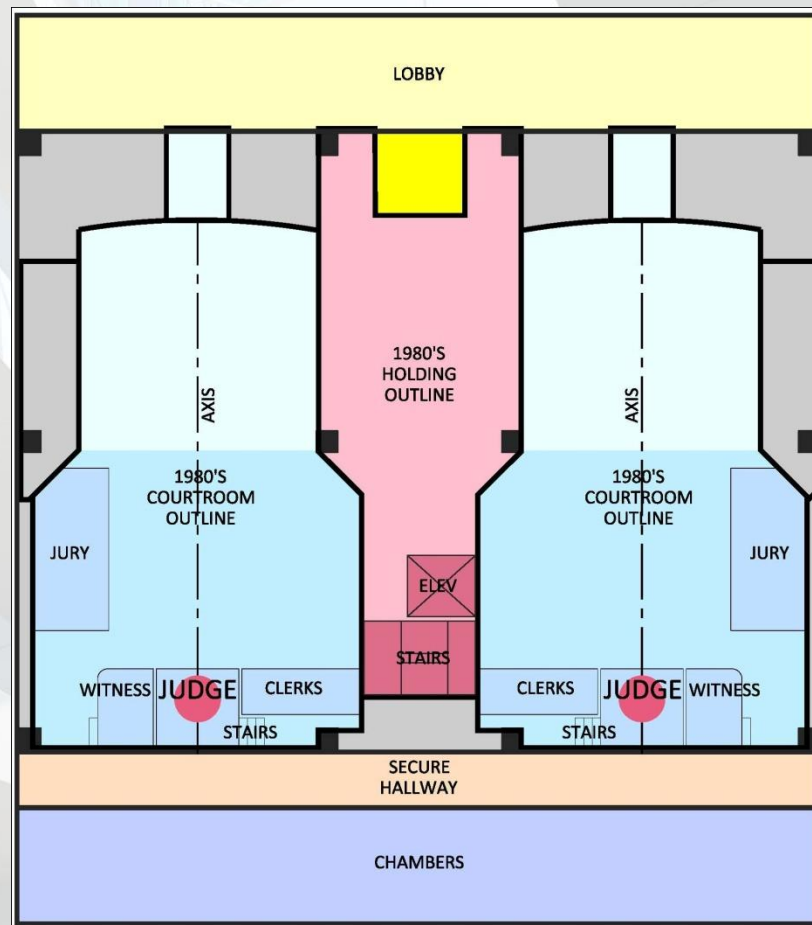 LOBBY
1980'S
HOLDING
OUTLINE
AXIS
AXIS
1980'S
COURTROOM
OUTLINE
1980'S
COURTROOM
OUTLINE
JURY
JURY
ELEV
STAIRS
WITNESS
JUDGE
CLERKS
STAIRS
CLERKS
JUDGE
WITNESS
STAIRS
SECURE
HALLWAY
CHAMBERS